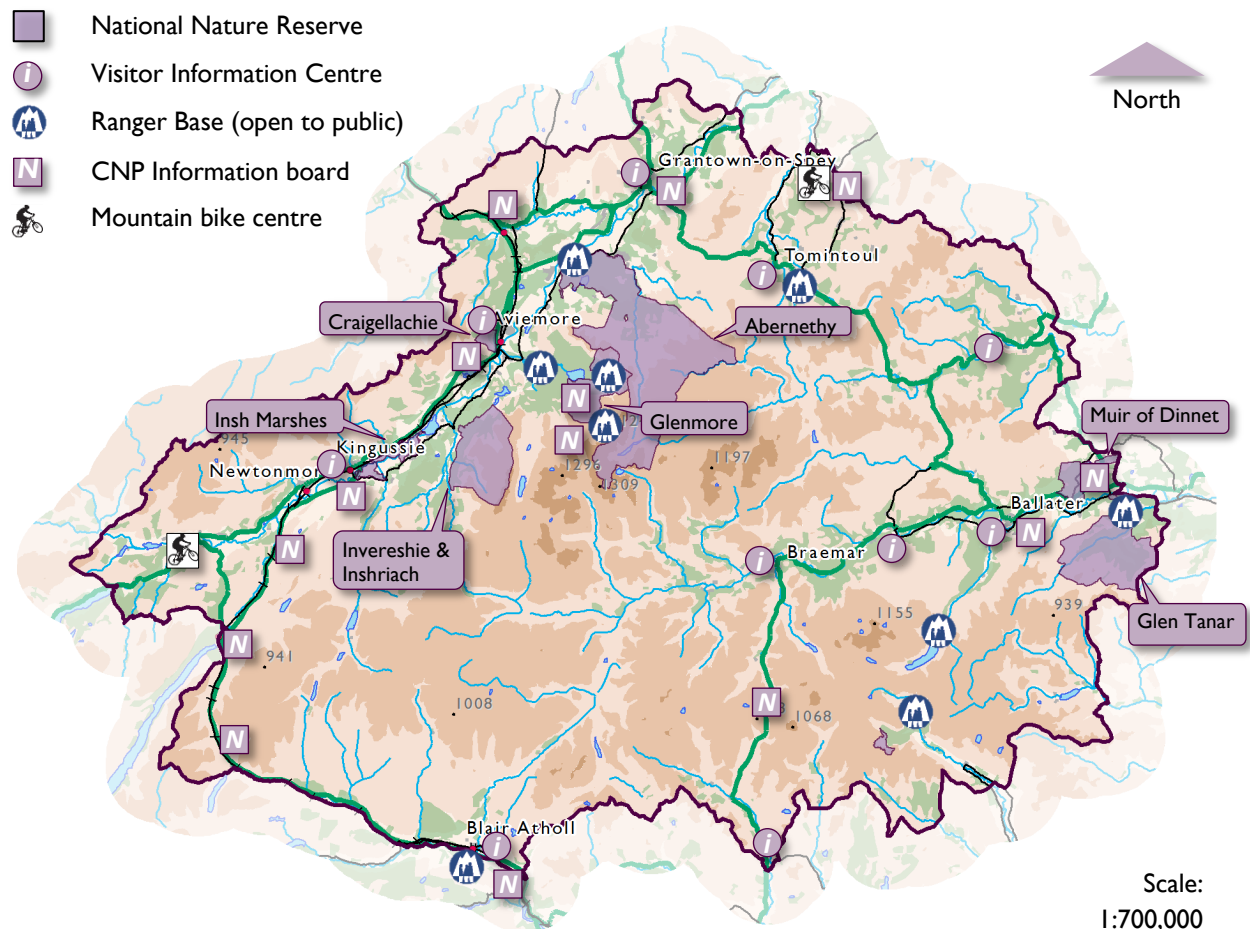 National Nature Reserve
Visitor Information Centre
Ranger Base (open to public)
CNP Information board
Mountain bike centre
North
Grantown-on-Spey
Tomintoul
Craigellachie
Aviemore
Abernethy
Insh Marshes
Glenmore
Muir of Dinnet
945
Kingussie
1296
1197
1309
Ballater
Invereshie &
Inshriach
Braemar
1155
939
Glen Tanar
941
1008
1068
Blair Atholl
Scale:
1:700,000